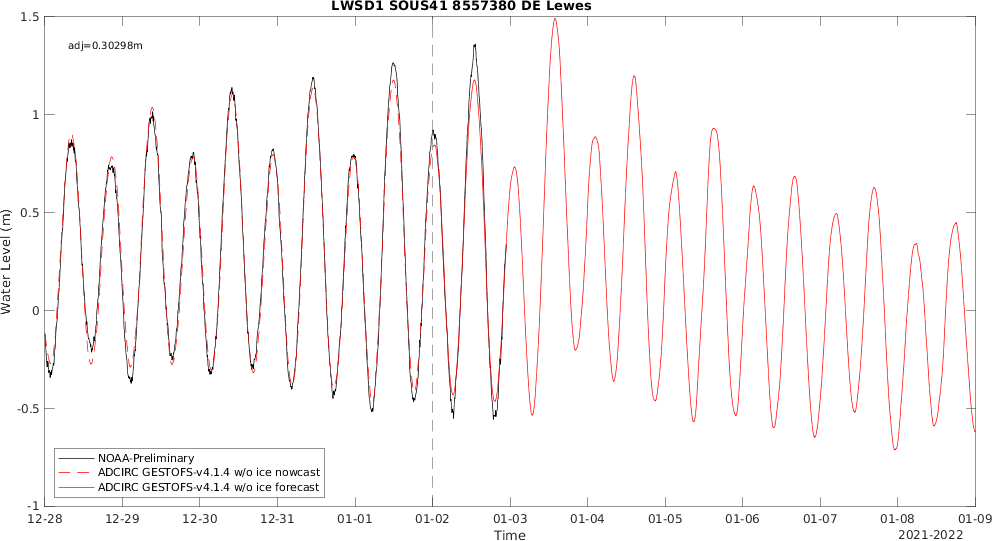 LWSD1 SOUS41 8557380 DE Lewes
adj=0.30298m
1.5
1
0.5
0
-0.5
-1
Water Level (m)
NOAA-Preliminary
ADCIRC GESTOFS-v4.1.4 w/o ice nowcast
ADCIRC GESTOFS-v4.1.4 w/o ice forecast
12-28 12-29 12-30 12-31 01-01 01-02 01-03 01-04 01-05 01-06 01-07 01-08 01-09
Time
2021-2022